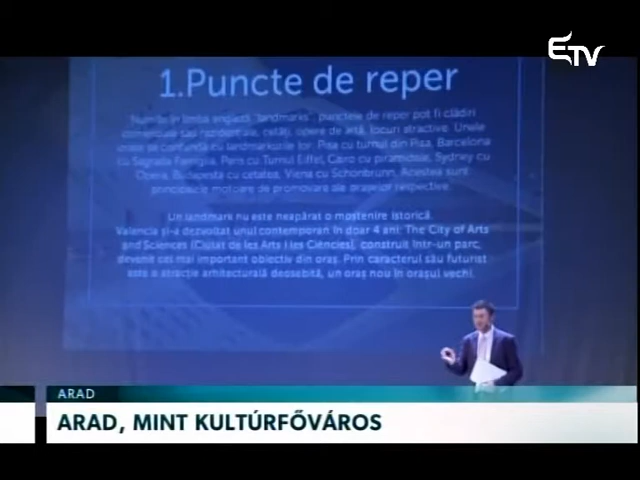 ETV
1.Puncte de reper
Numite în limba engleză "landmarks", punctele de reper pot fi clădiri
comerciale sau rezidențiale, cetăți, opere de artă, locuri atractive. Unele
orașe se confundă cu landmarkurile lor: Pisa cu turnul din Pisa, Barcelona
cu Sagrada Famiglia, Paris cu Turnul Eiffel, Cairo cu piramidele, Sydney cu
Opera, Budapesta cu cetatea, Viena cu Schonbrunn. Acestea sunt
principalele motoare de promovare ale orașelor respective.
Un landmark nu este neapărat o moștenire istorică.
Valencia și-a dezvoltat unul contemporan în doar 4 ani: The City of Arts
and Sciences (Ciutat de les Arts i les Ciències), construit într-un parc,
devenit cel mai important obiectiv din oraș. Prin caracterul său futurist
este o atracție arhitecturală deosebită, un oraș nou în orașul vechi.
ARAD
ARAD, MINT KULTÚRFŐVÁROS